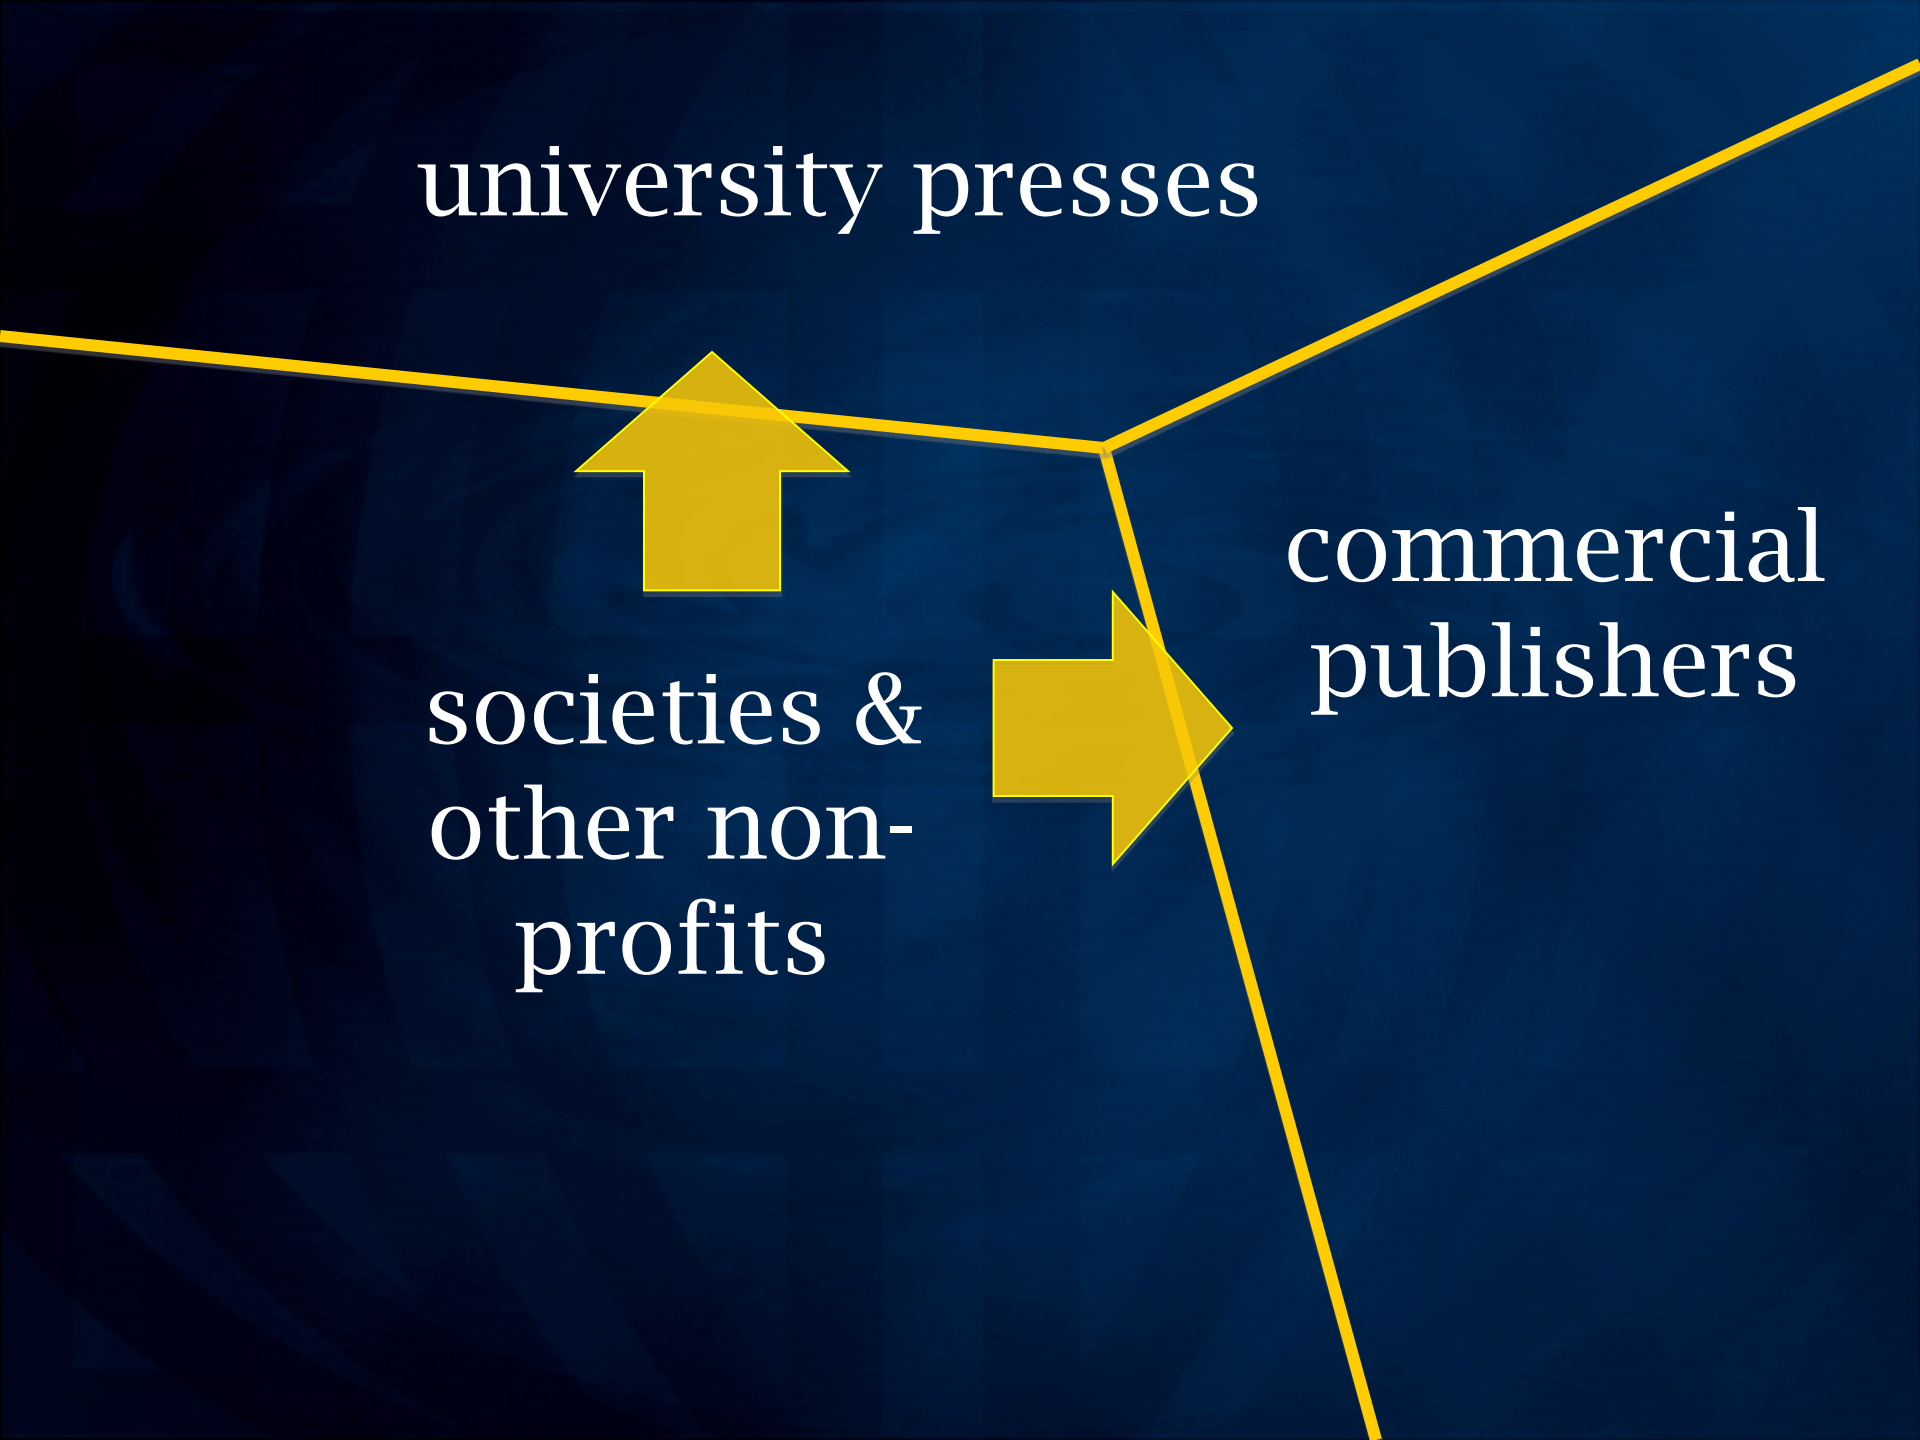 university presses
commercial
publishers
societies &
other non-
profits